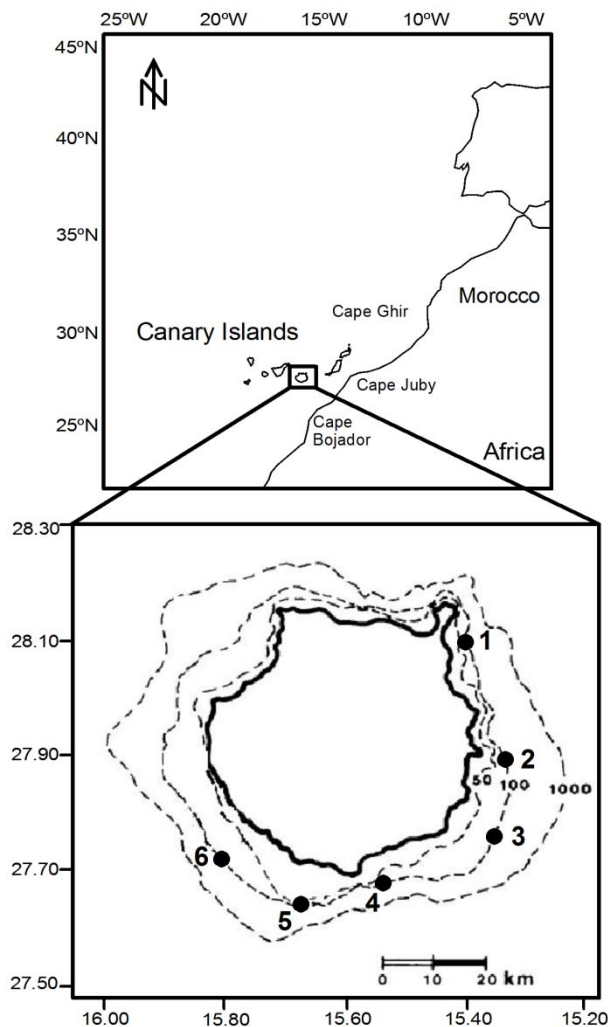 25ºW 20ºW 15ºW 10ºW 5ºW
45ºN
N
40ºN
35ºN
Morocco
Cape Ghir
30ºN
Canary Islands
Cape Juby
25ºN
Cape
Bojador
Africa
28.30
28.10
1
27.90
2
50 100 1000
3
27.70
6
4
5
27.50
0 10 20 km
16.00 15.80 15.60 15.40 15.20